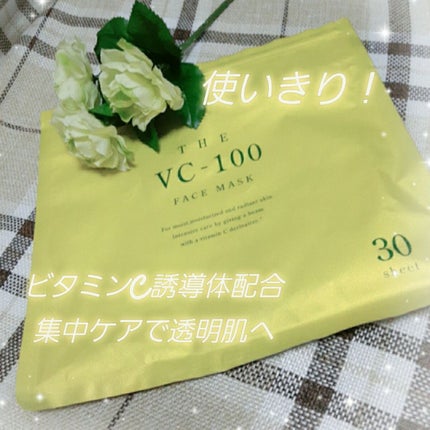 使いきり！
THE
VC-100
FACE MASK
For moist,moisturized and radiant skin.
Intensive care by giving a beam
with a vitamin C derivatives.*
30
sheet
ビタミンC誘導体配合
集中ケアで透明肌へ